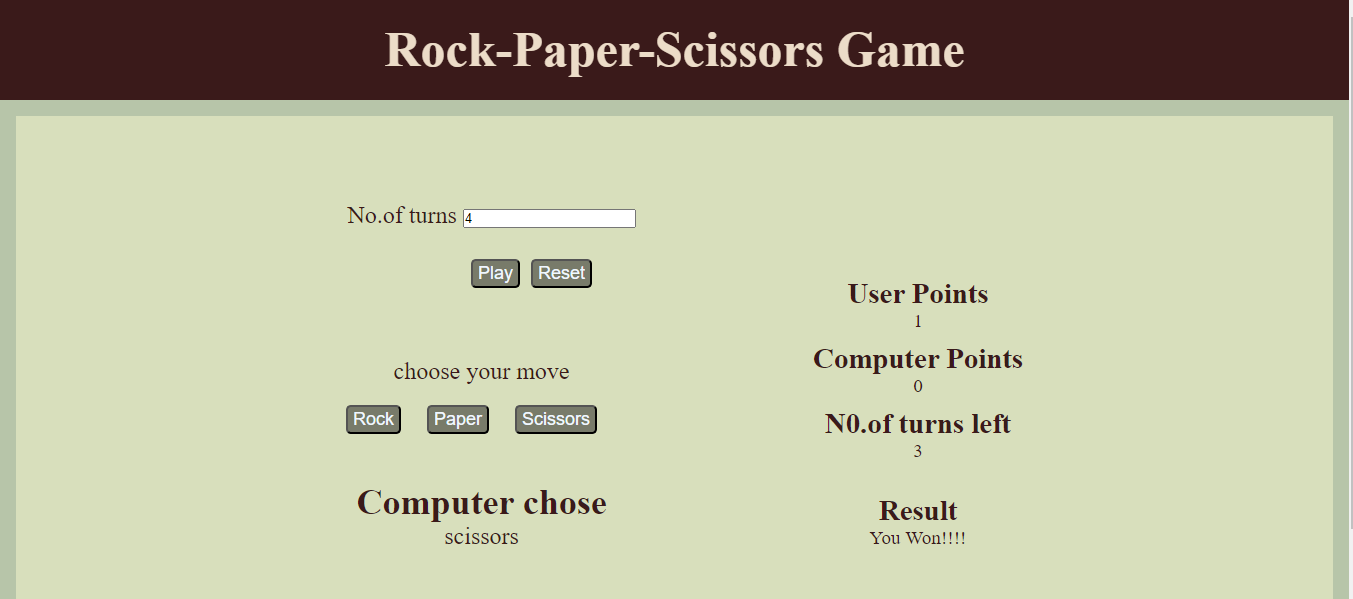 Rock-Paper-Scissors Game
No.of turns 4
Play Reset
choose your move
Rock Paper Scissors
Computer chose
scissors
User Points
1
Computer Points
0
N0.of turns left
3
Result
You Won!!!!